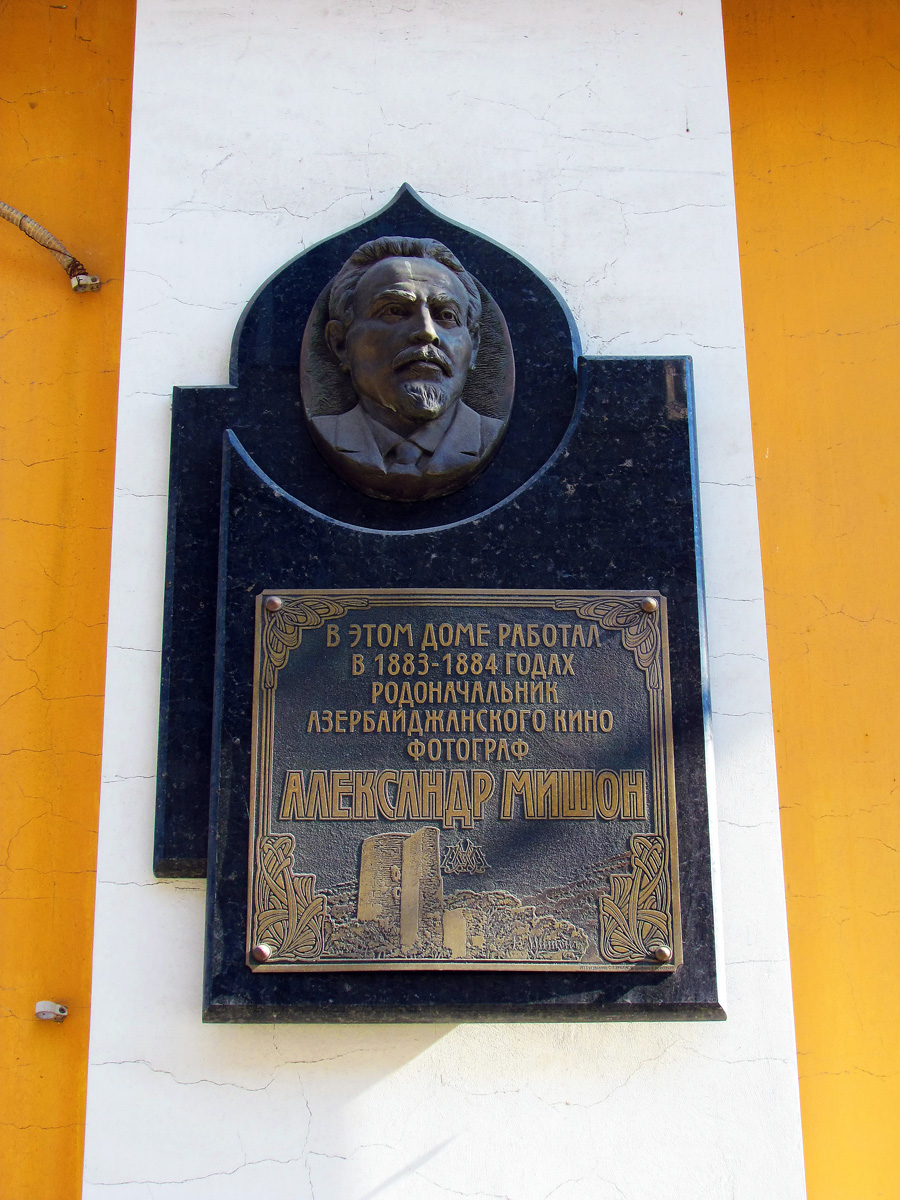 В ЭТОМ ДОМЕ РАБОТАЛ
В 1883-1884 ГОДАХ
РОДОНАЧАЛЬНИК
АЗЕРБАЙДЖАНСКОГО КИНО
ФОТОГРАФ
АЛЕКСАНДР МИШОН